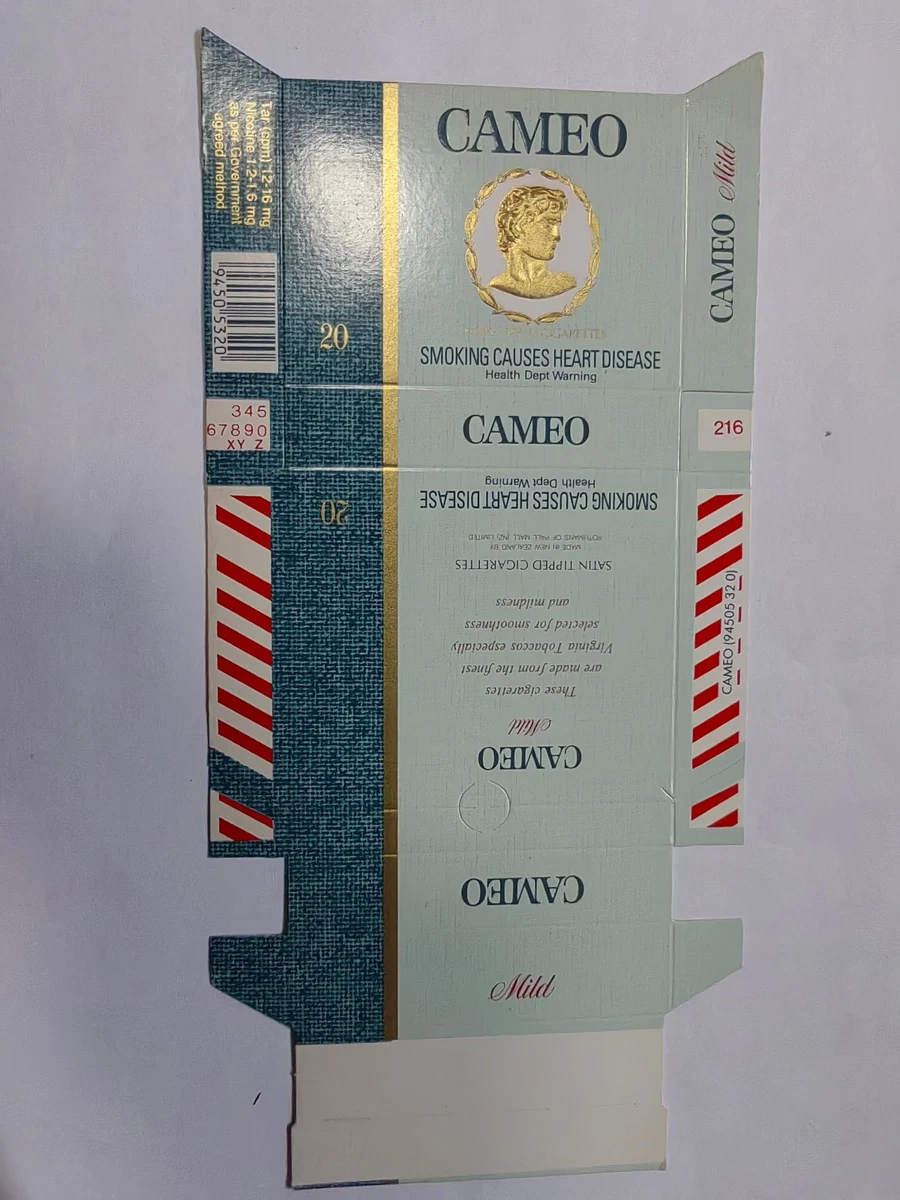 Tar (cpm) 12-16 mg
Nicotine 1.2-1.6 mg
as per Government
agreed method.
9450 5320
345
67890
XY Z
20
20
CAMEO
CIGARETTES
SMOKING CAUSES HEART DISEASE
Health Dept Warning
CAMEO
SMOKING CAUSES HEART DISEASE
Health Dept Warning
MADE IN NEW ZEALAND BY
ROTHMANS OF PALL MALL (NZ) LIMITED
SATIN TIPPED CIGARETTES
These cigarettes
are made from the finest
Virginia Tobaccos especially
selected for smoothness
and mildness
Mild
CAMEO
CAMEO
Mild
CAMEO Mild
216
CAMEO (94505 32 0)